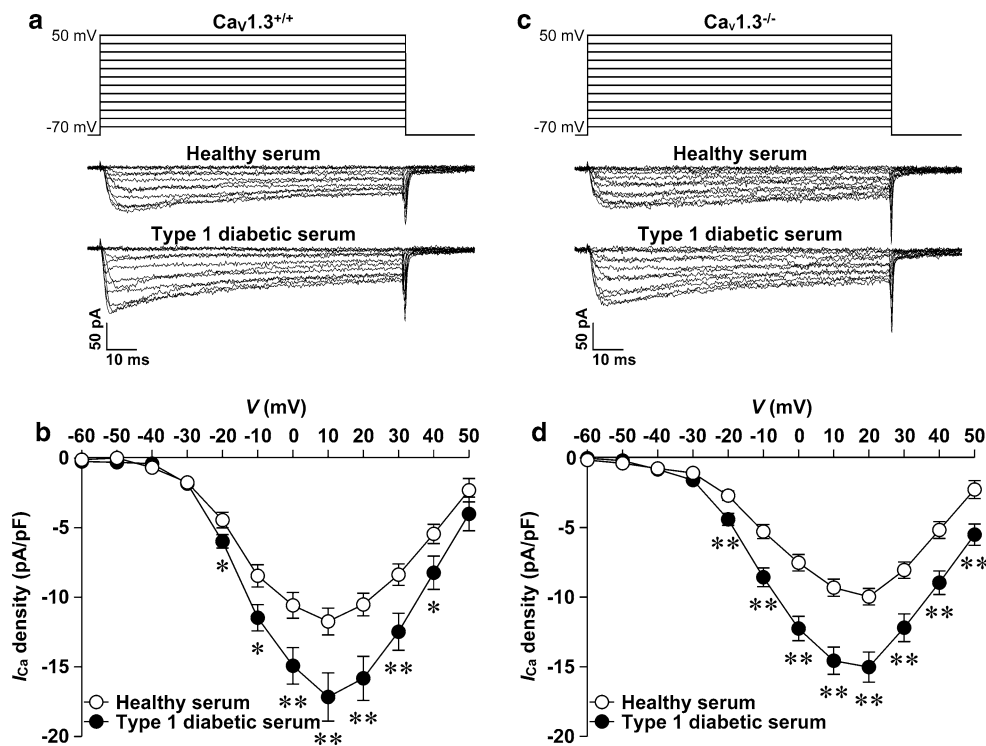 a
Caᵥ1.3+/+
50 mV
-70 mV
Healthy serum
Type 1 diabetic serum
50 pA
10 ms
c
Caᵥ1.3-/-
50 mV
-70 mV
Healthy serum
Type 1 diabetic serum
50 pA
10 ms
b
V (mV)
-60 -50 -40 -30 -20 -10 0 10 20 30 40 50
0
-5
-10
-15
-20
ICa density (pA/pF)
* * ** ** ** ** *
Healthy serum
Type 1 diabetic serum
d
V (mV)
-60 -50 -40 -30 -20 -10 0 10 20 30 40 50
0
-5
-10
-15
-20
ICa density (pA/pF)
** ** ** ** ** ** ** **
Healthy serum
Type 1 diabetic serum